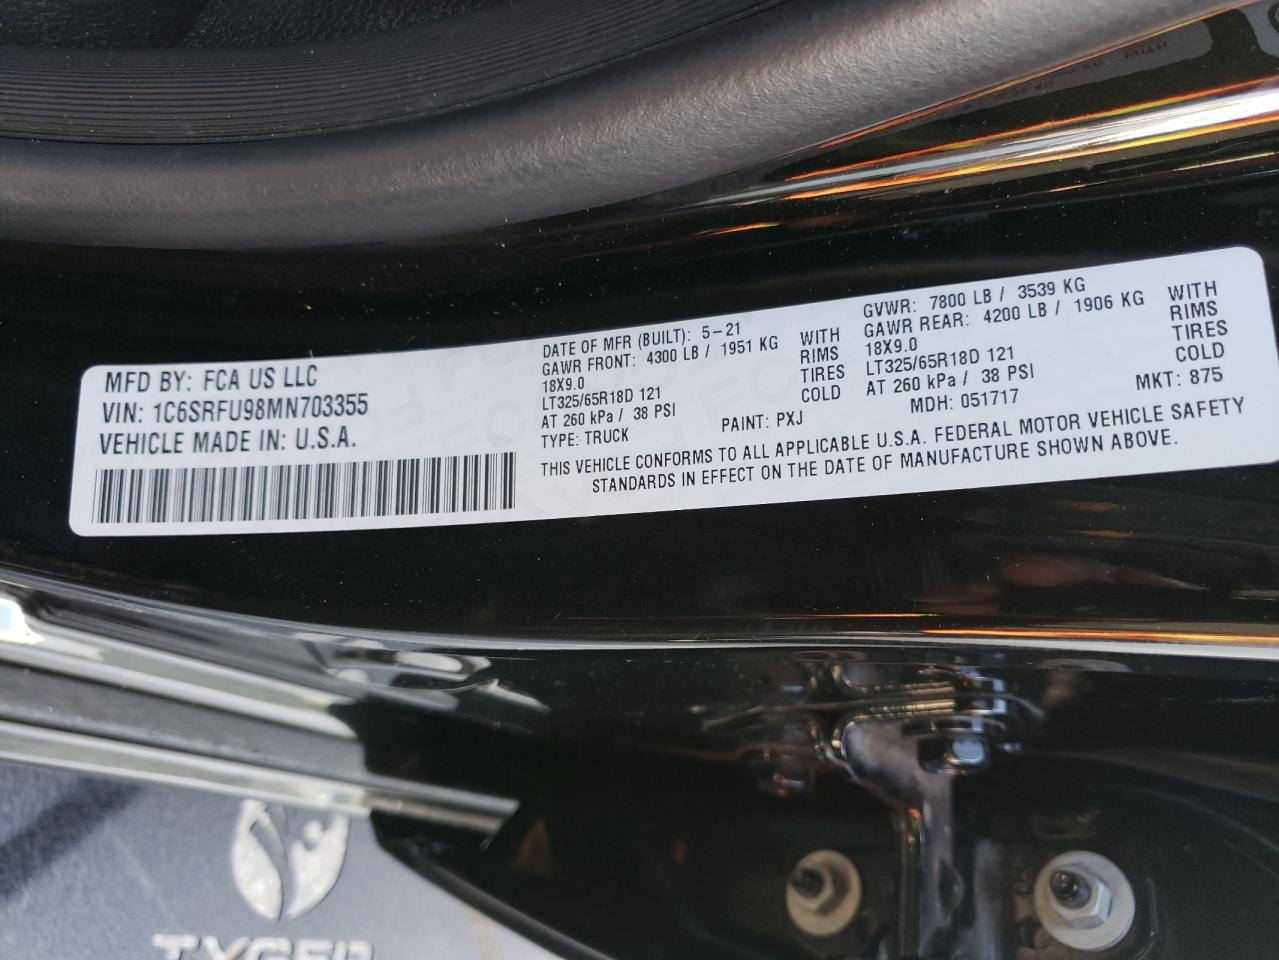 MFD BY: FCA US LLC
VIN: 1C6SRFU98MN703355
VEHICLE MADE IN: U.S.A.
DATE OF MFR (BUILT): 5-21
GAWR FRONT: 4300 LB / 1951 KG WITH
18X9.0 RIMS
LT325/65R18D 121 TIRES
AT 260 kPa / 38 PSI COLD
TYPE: TRUCK PAINT: PXJ
GVWR: 7800 LB / 3539 KG
GAWR REAR: 4200 LB / 1906 KG WITH
18X9.0 RIMS
LT325/65R18D 121 TIRES
AT 260 kPa / 38 PSI COLD
MDH: 051717 MKT: 875
THIS VEHICLE CONFORMS TO ALL APPLICABLE U.S.A. FEDERAL MOTOR VEHICLE SAFETY
STANDARDS IN EFFECT ON THE DATE OF MANUFACTURE SHOWN ABOVE.
TYGER